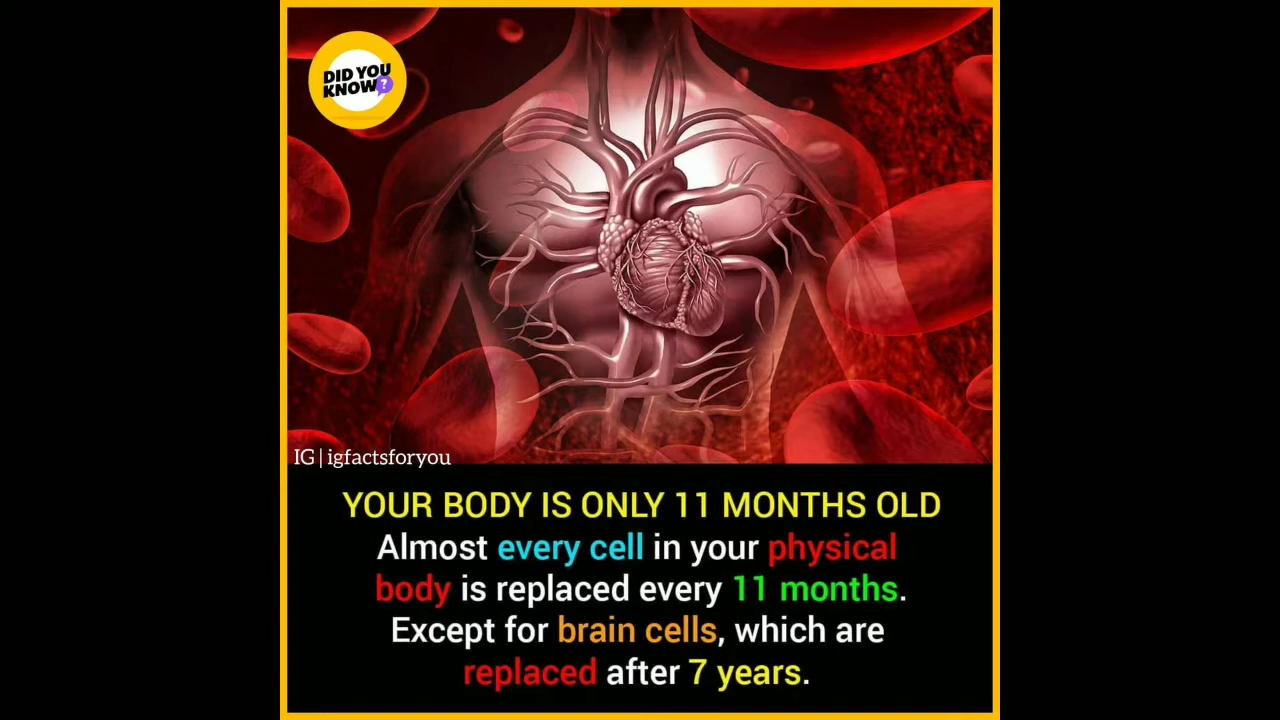 DID YOU
KNOW?
IG|igfactsforyou
YOUR BODY IS ONLY 11 MONTHS OLD
Almost every cell in your physical
body is replaced every 11 months.
Except for brain cells, which are
replaced after 7 years.